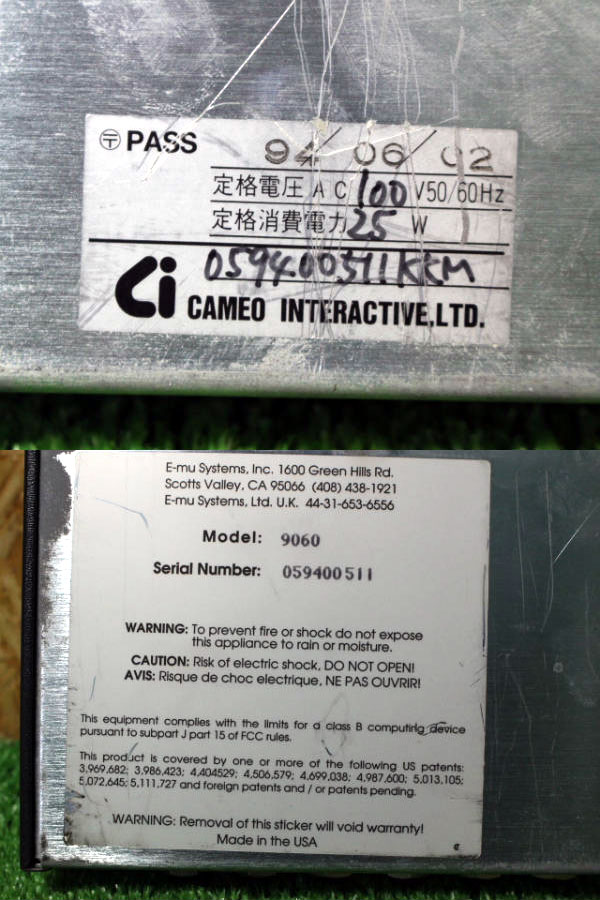 〒 PASS
94/06/02
定格電圧 AC 100 V50/60Hz
定格消費電力 25 W
059400511KCM
Ci CAMEO INTERACTIVE,LTD.
E-mu Systems, Inc. 1600 Green Hills Rd.
Scotts Valley, CA 95066 (408) 438-1921
E-mu Systems, Ltd. U.K. 44-31-653-6556
Model: 9060
Serial Number: 059400511
WARNING: To prevent fire or shock do not expose
this appliance to rain or moisture.
CAUTION: Risk of electric shock, DO NOT OPEN!
AVIS: Risque de choc electrique, NE PAS OUVRIR!
This equipment complies with the limits for a class B computing device
pursuant to subpart J part 15 of FCC rules.
This product is covered by one or more of the following US patents:
3,969,682; 3,986,423; 4,404529; 4,506,579; 4,699,038; 4,987,600; 5,013,105;
5,072,645; 5,111,727 and foreign patents and / or patents pending.
WARNING: Removal of this sticker will void warranty!
Made in the USA